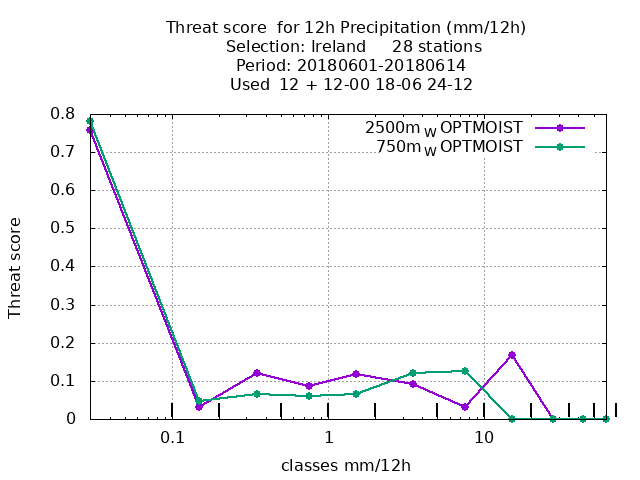 Threat score  for 12h Precipitation (mm/12h)
Selection: Ireland     28 stations
Period: 20180601-20180614
Used  12 + 12-00 18-06 24-12
2500m W OPTMOIST
750m W OPTMOIST
0.8
0.7
0.6
0.5
0.4
0.3
0.2
0.1
0
Threat score
0.1
1
10
classes mm/12h